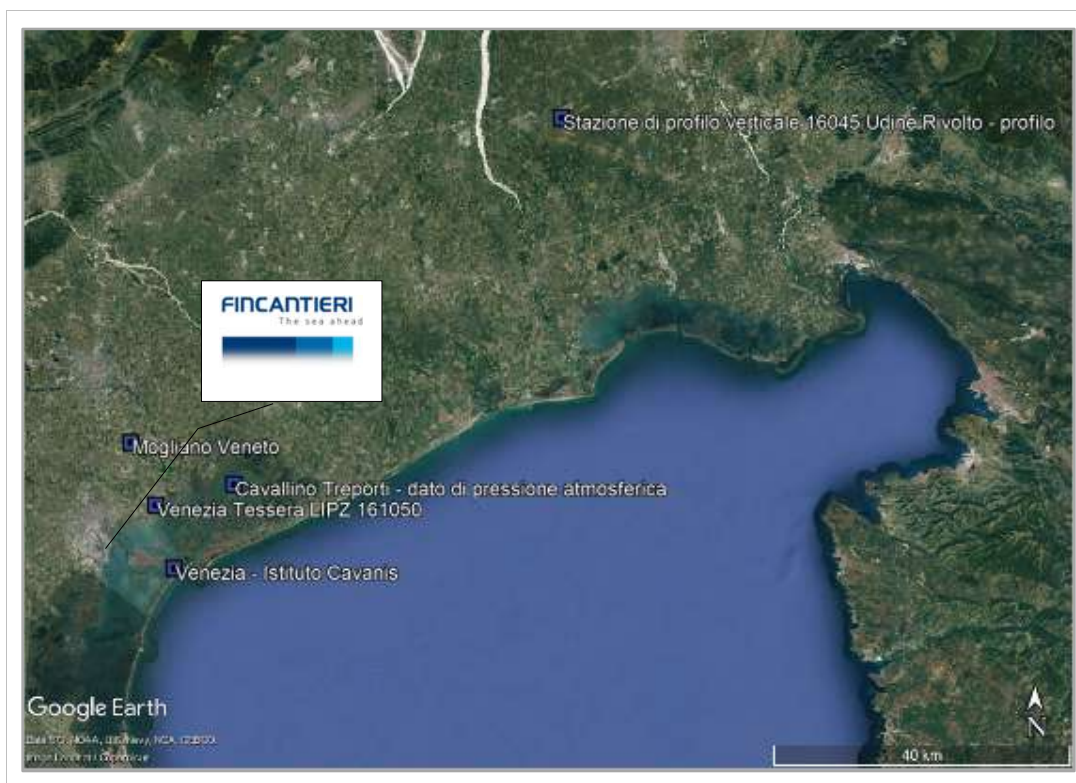 Stazione di profilo verticale 16045 Udine Rivolto - profilo
FINCANTIERI
The sea ahead
Mogliano Veneto
Cavallino Treporti - dato di pressione atmosferica
Venezia Tessera LIPZ 161050
Venezia - Istituto Cavanis
Google Earth
N
40 km